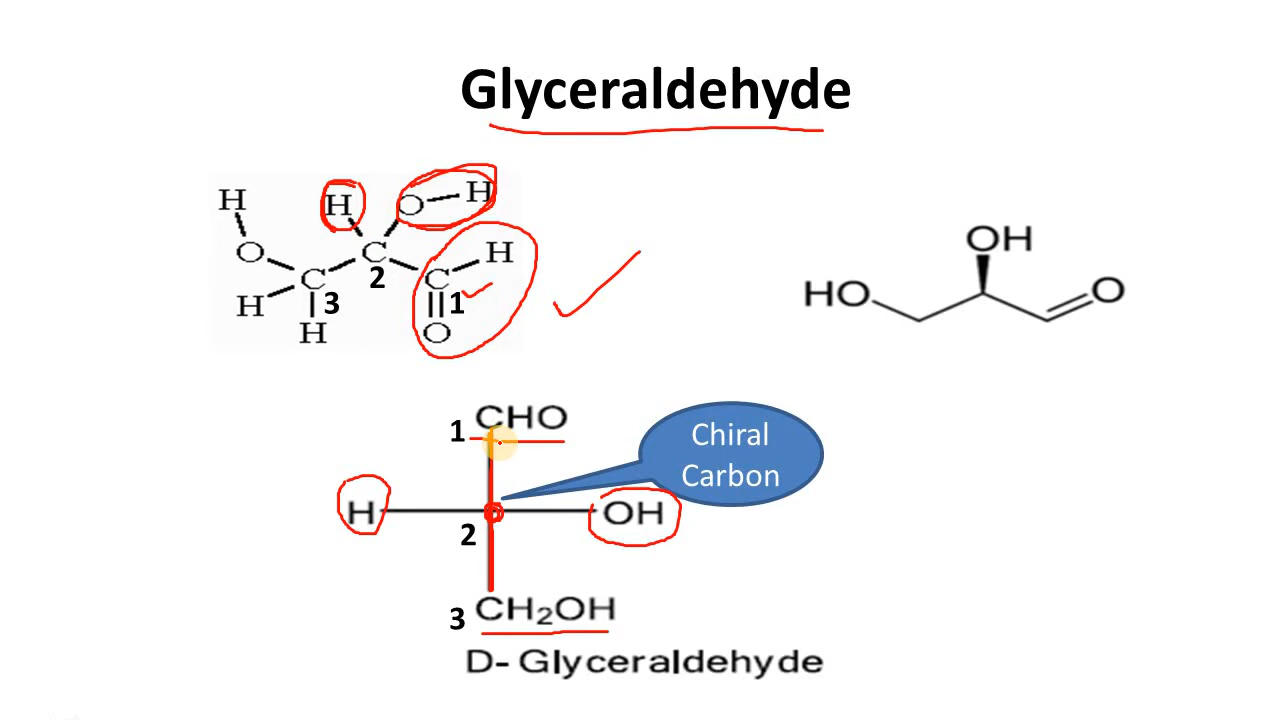 Glyceraldehyde
H H O H
O C H
C 2 C
H 3 1
H O
OH
HO O
1 CHO
Chiral
Carbon
H OH
2
3 CH₂OH
D- Glyceraldehyde